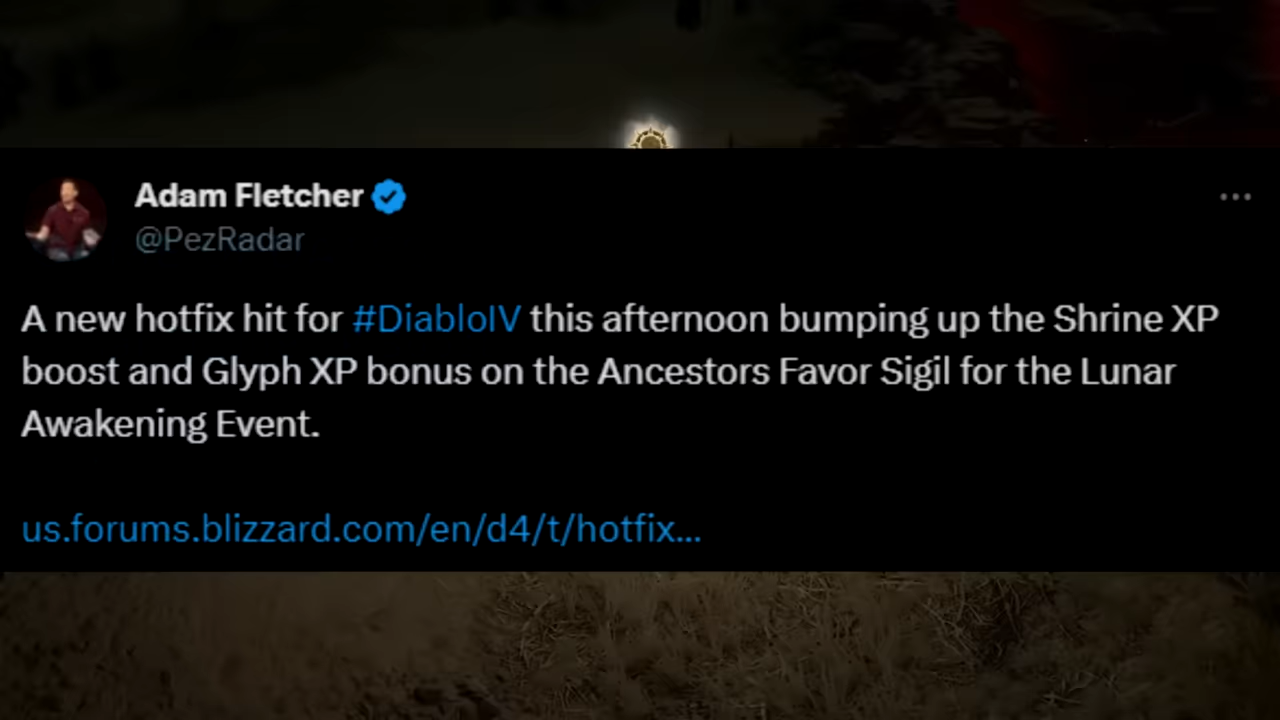 Adam Fletcher
@PezRadar
A new hotfix hit for #DiabloIV this afternoon bumping up the Shrine XP
boost and Glyph XP bonus on the Ancestors Favor Sigil for the Lunar
Awakening Event.
us.forums.blizzard.com/en/d4/t/hotfix...